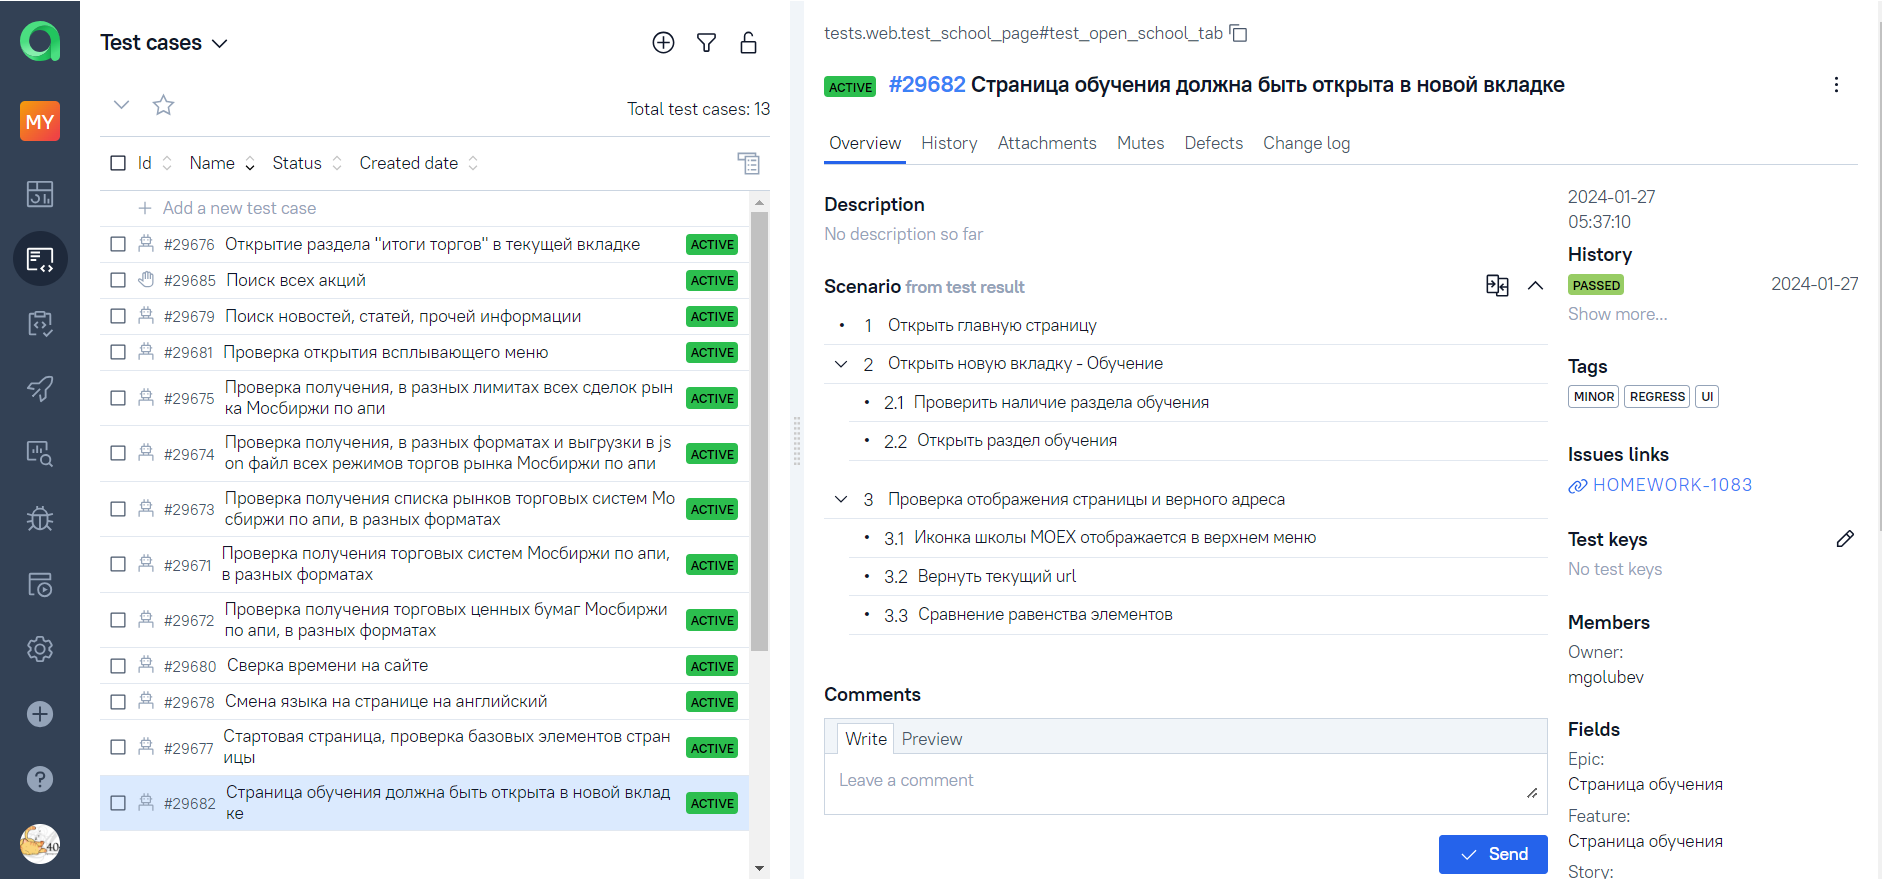 MY
Test cases
Total test cases: 13
Id Name Status Created date
Add a new test case
#29676 Открытие раздела "итоги торгов" в текущей вкладке ACTIVE
#29685 Поиск всех акций ACTIVE
#29679 Поиск новостей, статей, прочей информации ACTIVE
#29681 Проверка открытия всплывающего меню ACTIVE
#29675 Проверка получения, в разных лимитах всех сделок рын
ка Мосбиржи по апи ACTIVE
#29674 Проверка получения, в разных форматах и выгрузки в js
on файл всех режимов торгов рынка Мосбиржи по апи ACTIVE
#29673 Проверка получения списка рынков торговых систем Мо
сбиржи по апи, в разных форматах ACTIVE
#29671 Проверка получения торговых систем Мосбиржи по апи,
в разных форматах ACTIVE
#29672 Проверка получения торговых ценных бумаг Мосбиржи
по апи, в разных форматах ACTIVE
#29680 Сверка времени на сайте ACTIVE
#29678 Смена языка на странице на английский ACTIVE
#29677 Стартовая страница, проверка базовых элементов стран
ицы ACTIVE
#29682 Страница обучения должна быть открыта в новой вклад
ке ACTIVE
40
tests.web.test_school_page#test_open_school_tab
ACTIVE #29682 Страница обучения должна быть открыта в новой вкладке
Overview History Attachments Mutes Defects Change log
Description
No description so far
Scenario from test result
1 Открыть главную страницу
2 Открыть новую вкладку - Обучение
2.1 Проверить наличие раздела обучения
2.2 Открыть раздел обучения
3 Проверка отображения страницы и верного адреса
3.1 Иконка школы MOEX отображается в верхнем меню
3.2 Вернуть текущий url
3.3 Сравнение равенства элементов
Comments
Write Preview
Leave a comment
Send
2024-01-27
05:37:10
History
PASSED 2024-01-27
Show more...
Tags
MINOR REGRESS UI
Issues links
HOMEWORK-1083
Test keys
No test keys
Members
Owner:
mgolubev
Fields
Epic:
Страница обучения
Feature:
Страница обучения
Story: